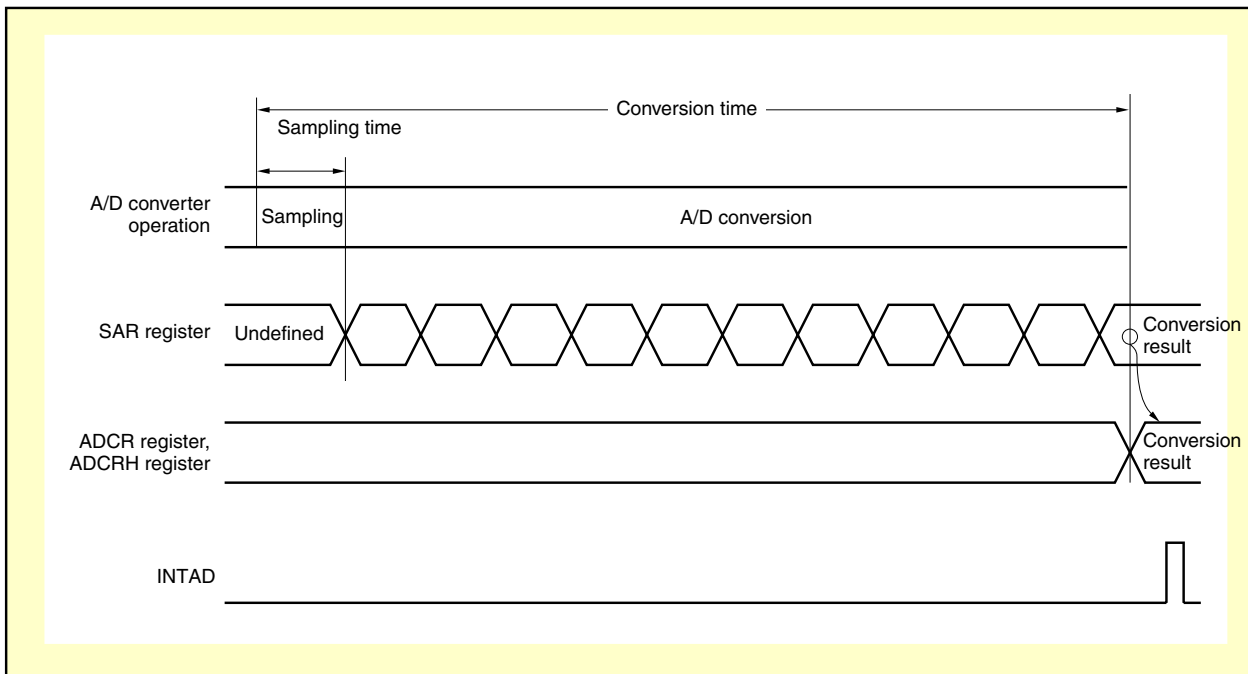 Conversion time
Sampling time
A/D converter
operation
Sampling
A/D conversion
SAR register
Undefined
Conversion
result
ADCR register,
ADCRH register
Conversion
result
INTAD